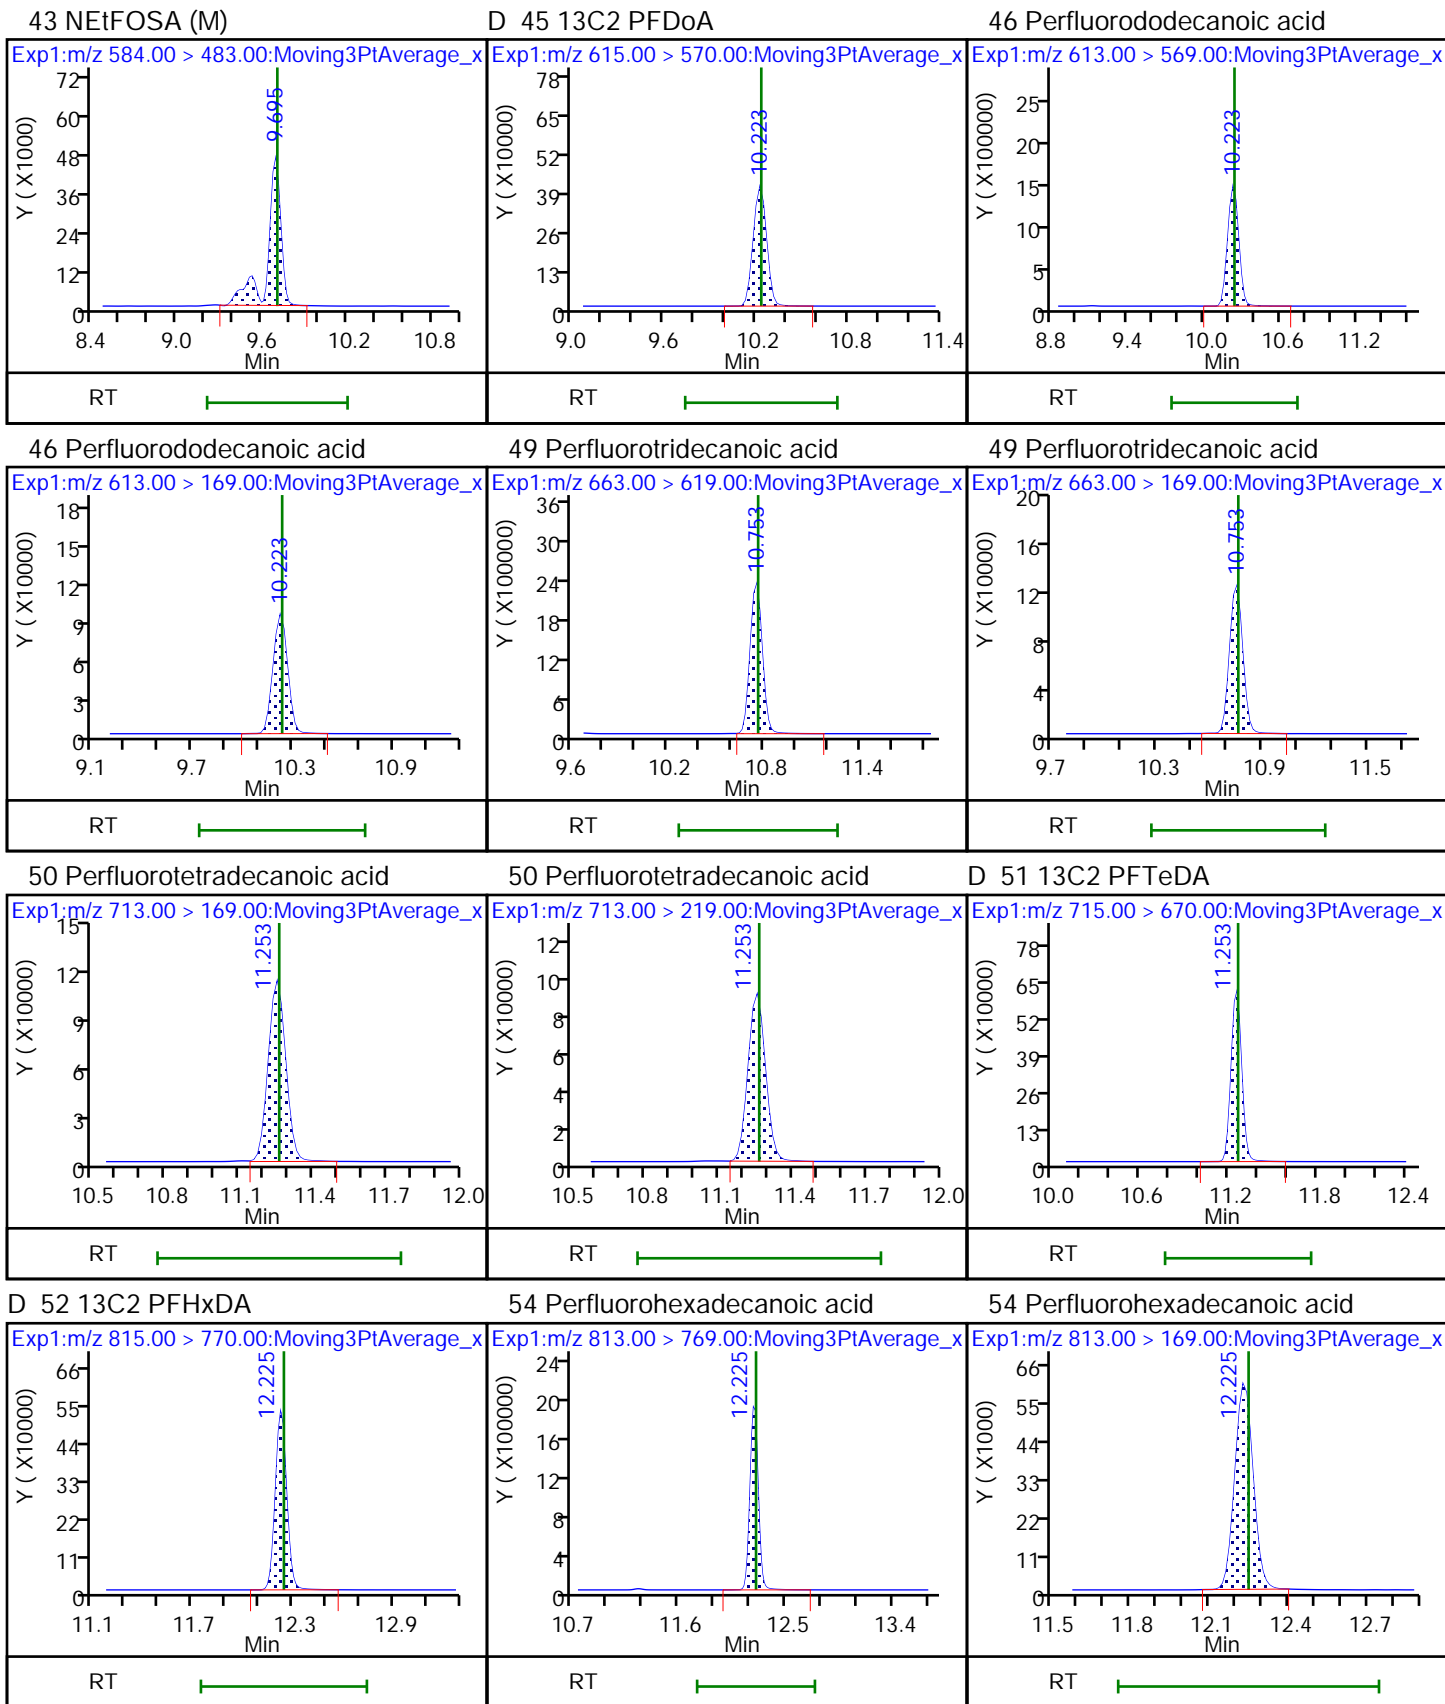 43 NEtFOSA (M)
Exp1:m/z 584.00 > 483.00:Moving3PtAverage_x
Y ( X1000)
72
60
48
36
24
12
0
9.695
8.4 9.0 9.6 10.2 10.8
Min
RT
D 45 13C2 PFDoA
Exp1:m/z 615.00 > 570.00:Moving3PtAverage_x
Y ( X10000)
78
65
52
39
26
13
0
10.223
9.0 9.6 10.2 10.8 11.4
Min
RT
46 Perfluorododecanoic acid
Exp1:m/z 613.00 > 569.00:Moving3PtAverage_x
Y ( X100000)
25
20
15
10
5
0
10.223
8.8 9.4 10.0 10.6 11.2
Min
RT
46 Perfluorododecanoic acid
Exp1:m/z 613.00 > 169.00:Moving3PtAverage_x
Y ( X10000)
18
15
12
9
6
3
0
10.223
9.1 9.7 10.3 10.9
Min
RT
49 Perfluorotridecanoic acid
Exp1:m/z 663.00 > 619.00:Moving3PtAverage_x
Y ( X100000)
36
30
24
18
12
6
0
10.753
9.6 10.2 10.8 11.4
Min
RT
49 Perfluorotridecanoic acid
Exp1:m/z 663.00 > 169.00:Moving3PtAverage_x
Y ( X10000)
20
16
12
8
4
0
10.753
9.7 10.3 10.9 11.5
Min
RT
50 Perfluorotetradecanoic acid
Exp1:m/z 713.00 > 169.00:Moving3PtAverage_x
Y ( X10000)
15
12
9
6
3
0
11.253
10.5 10.8 11.1 11.4 11.7 12.0
Min
RT
50 Perfluorotetradecanoic acid
Exp1:m/z 713.00 > 219.00:Moving3PtAverage_x
Y ( X10000)
12
10
8
6
4
2
0
11.253
10.5 10.8 11.1 11.4 11.7 12.0
Min
RT
D 51 13C2 PFTeDA
Exp1:m/z 715.00 > 670.00:Moving3PtAverage_x
Y ( X10000)
78
65
52
39
26
13
0
11.253
10.0 10.6 11.2 11.8 12.4
Min
RT
D 52 13C2 PFHxDA
Exp1:m/z 815.00 > 770.00:Moving3PtAverage_x
Y ( X10000)
66
55
44
33
22
11
0
12.225
11.1 11.7 12.3 12.9
Min
RT
54 Perfluorohexadecanoic acid
Exp1:m/z 813.00 > 769.00:Moving3PtAverage_x
Y ( X100000)
24
20
16
12
8
4
0
12.225
10.7 11.6 12.5 13.4
Min
RT
54 Perfluorohexadecanoic acid
Exp1:m/z 813.00 > 169.00:Moving3PtAverage_x
Y ( X1000)
66
55
44
33
22
11
0
12.225
11.5 11.8 12.1 12.4 12.7
Min
RT